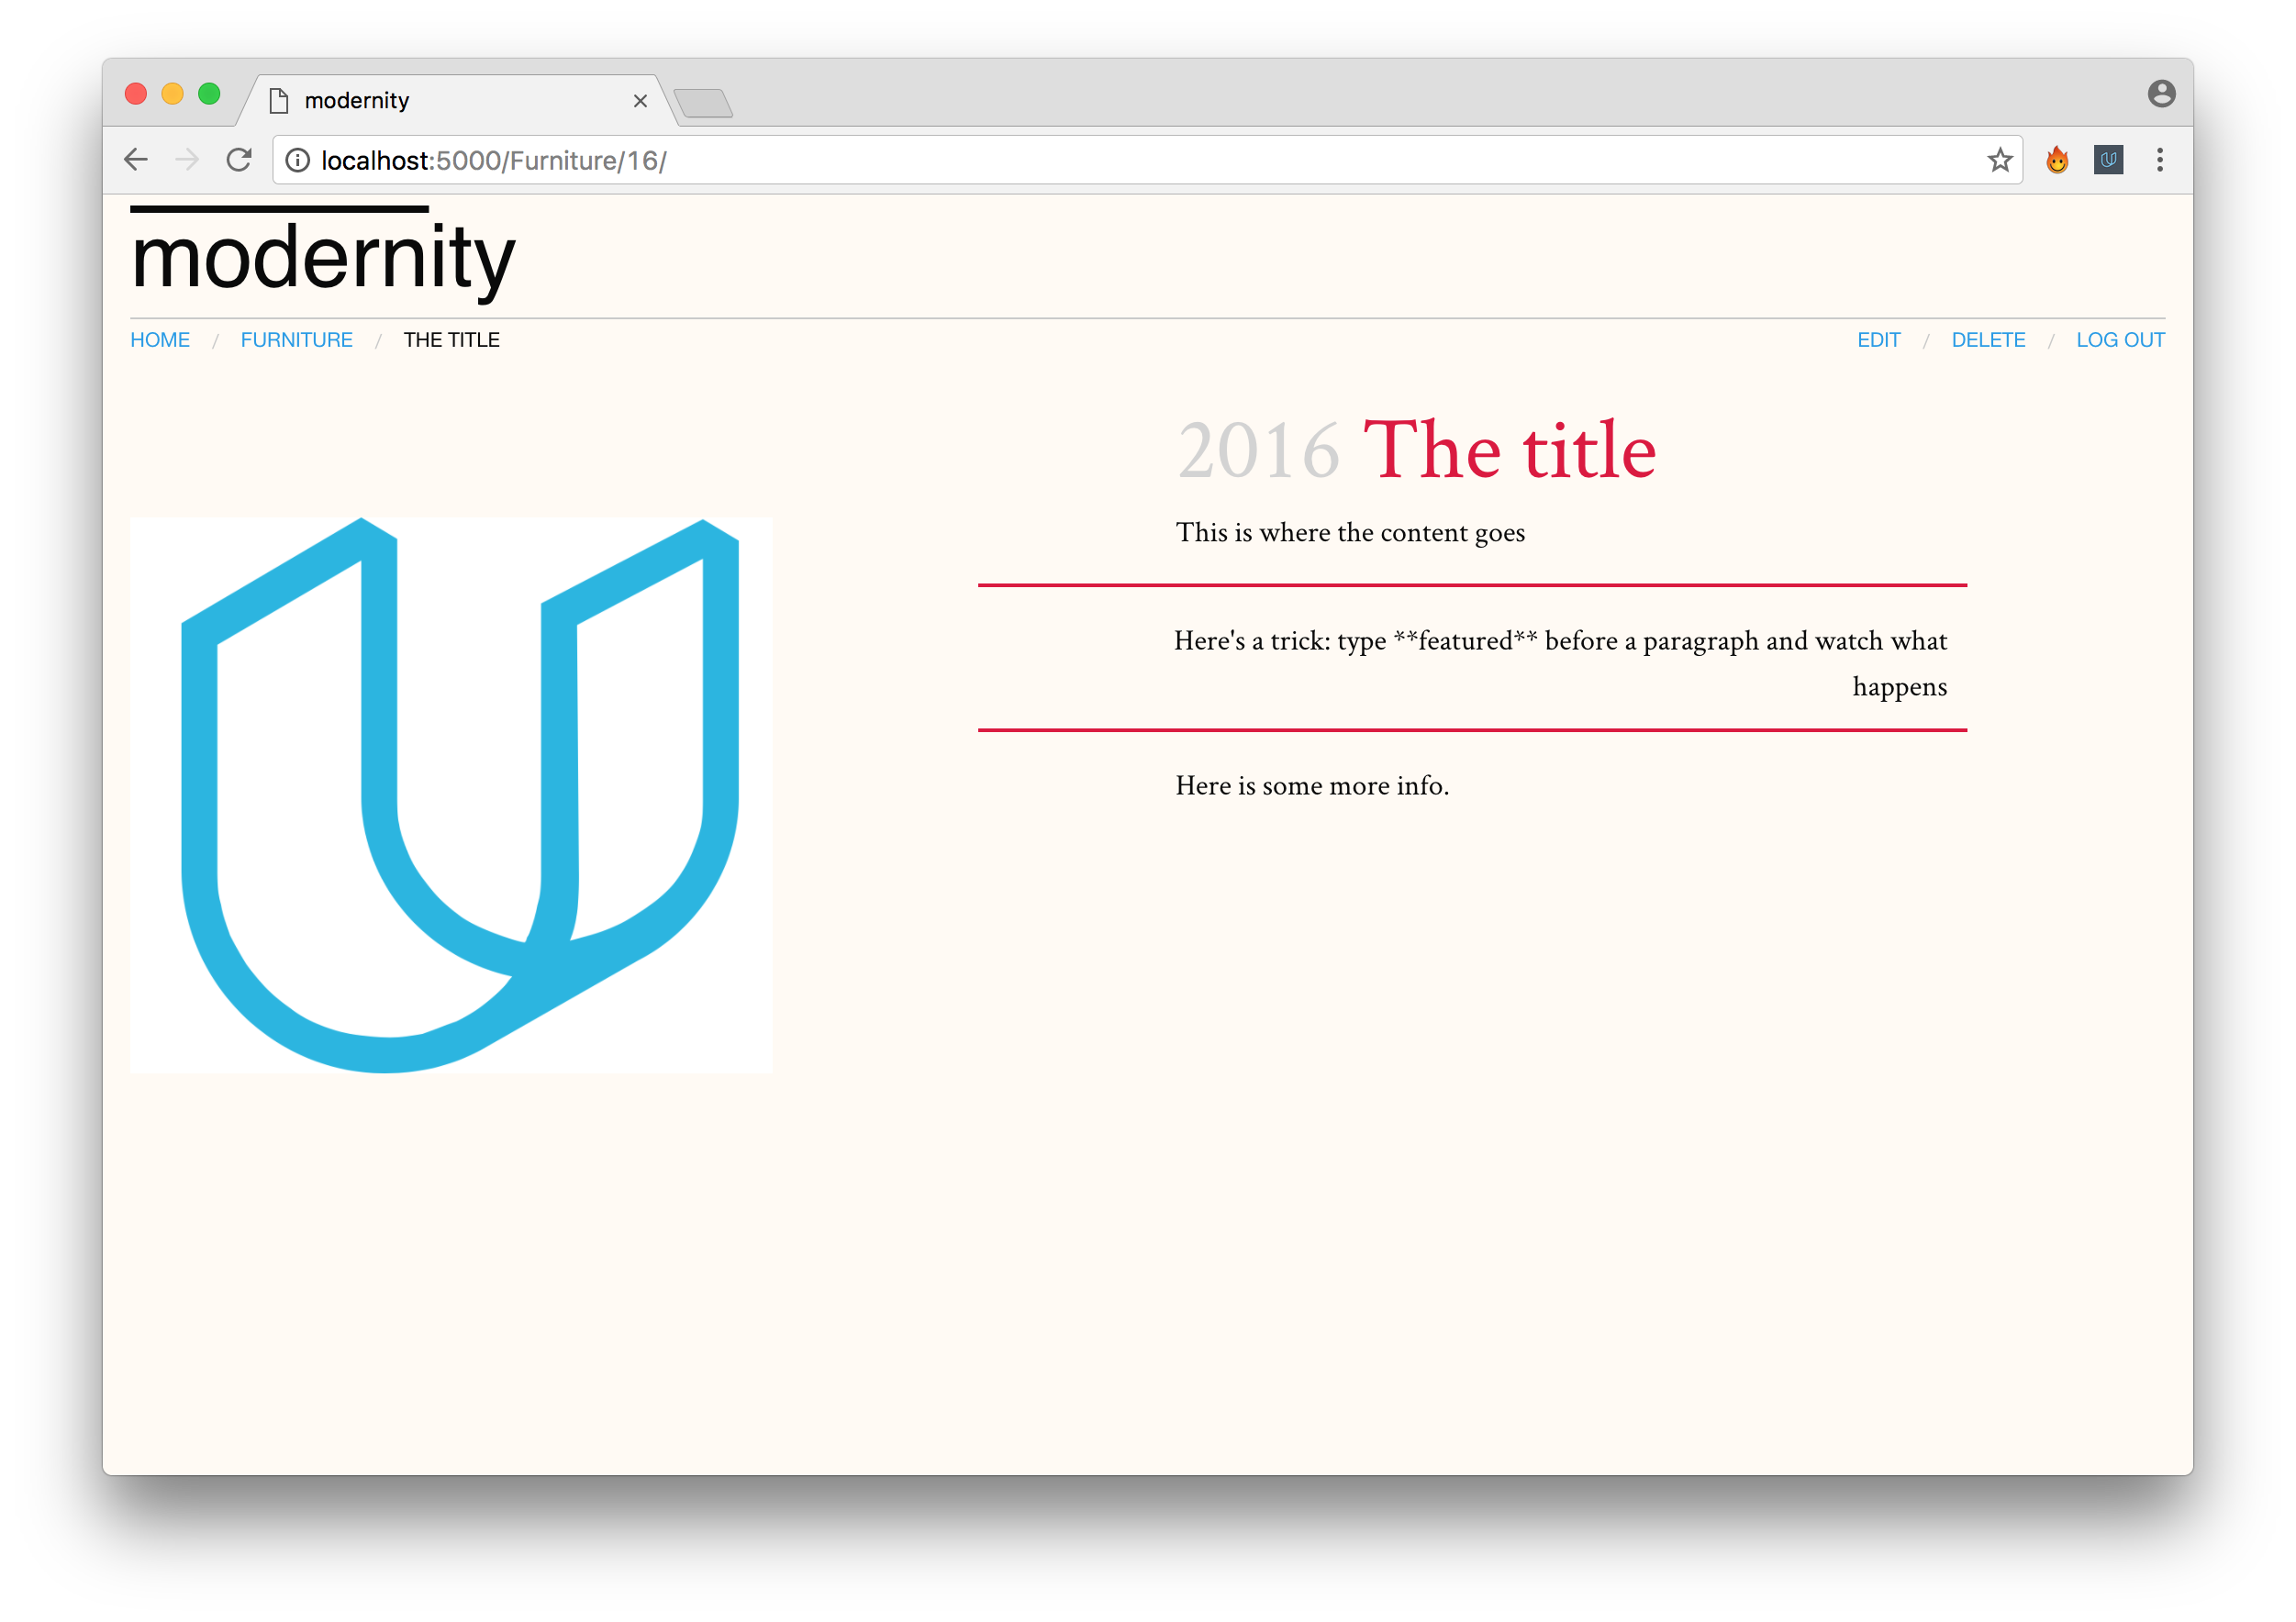 modernity
localhost:5000/Furniture/16/
modernity
HOME / FURNITURE / THE TITLE
EDIT / DELETE / LOG OUT
2016 The title
This is where the content goes
Here's a trick: type **featured** before a paragraph and watch what
happens
Here is some more info.